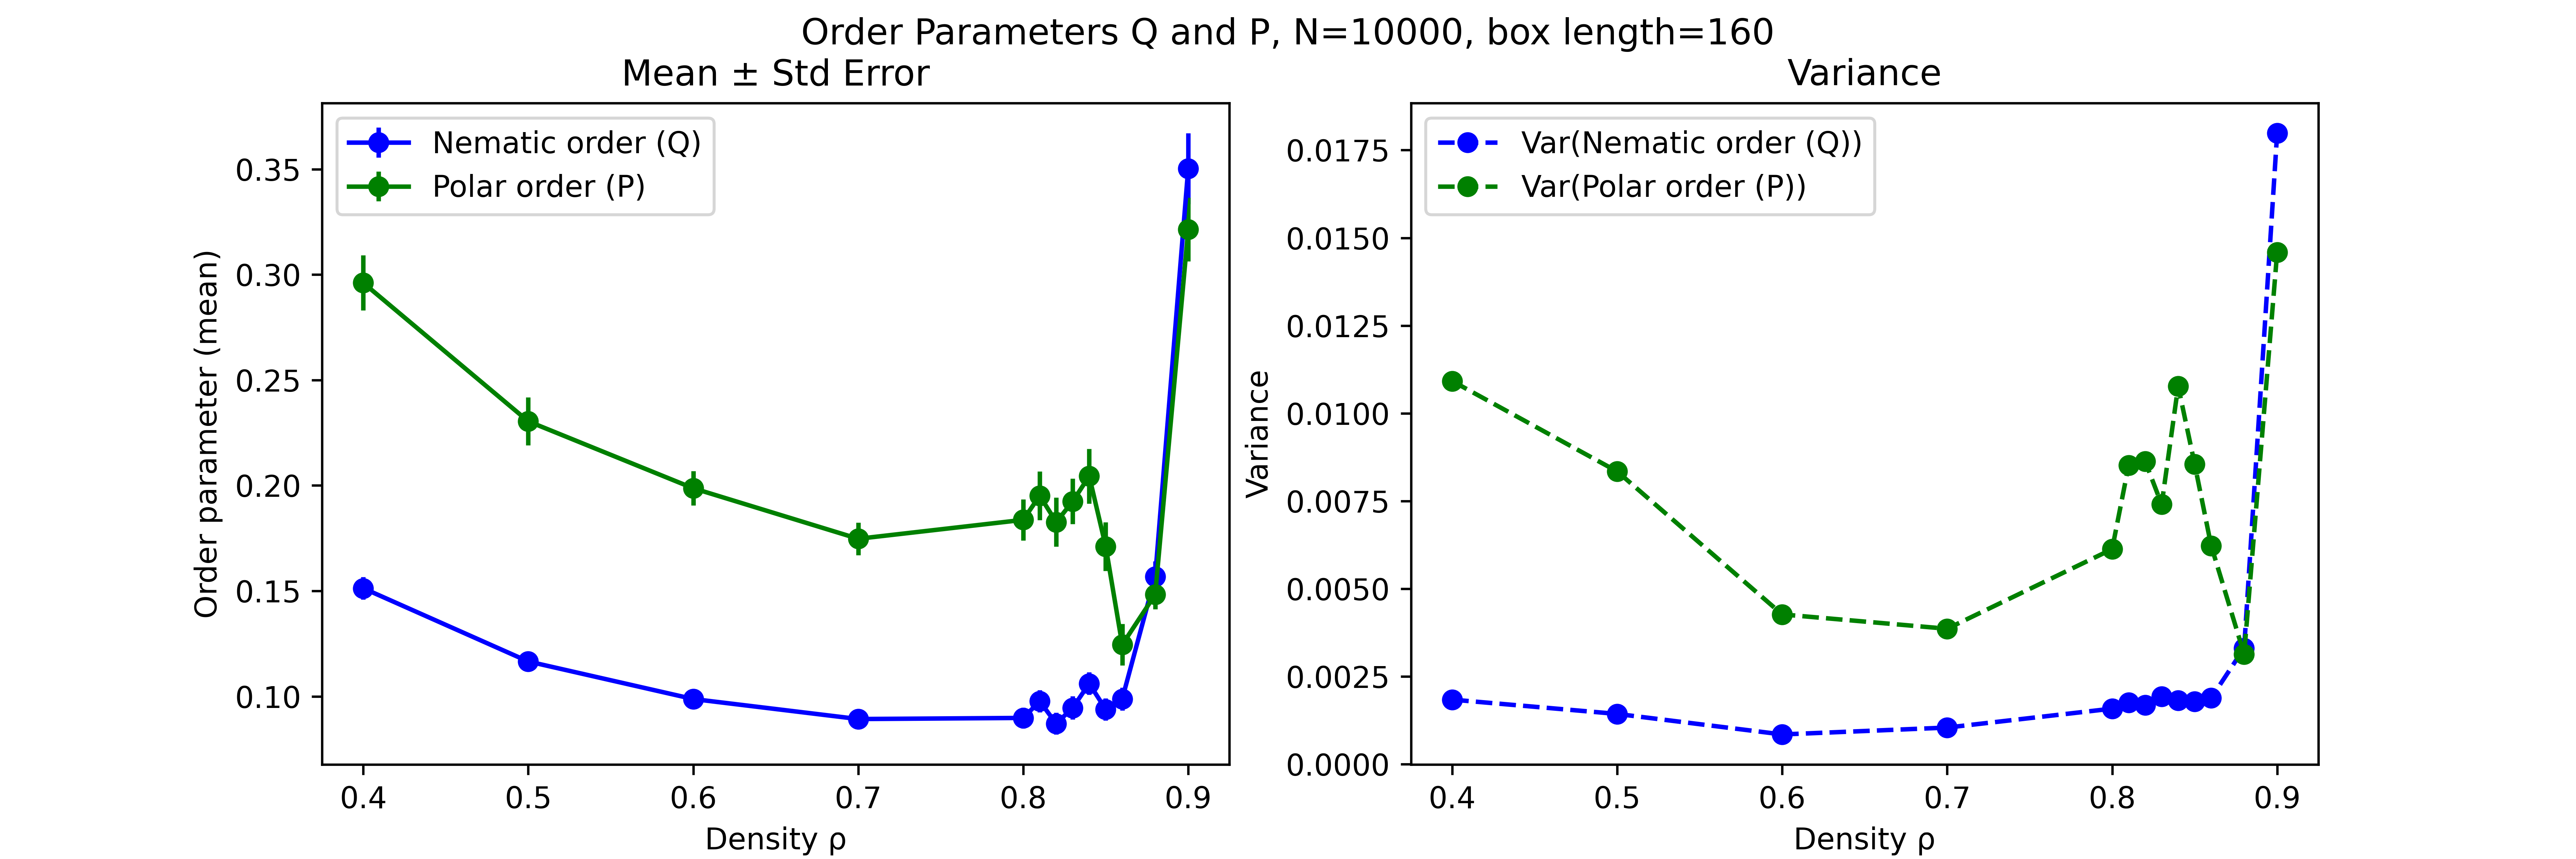 Order Parameters Q and P, N=10000, box length=160
Mean ± Std Error
Nematic order (Q)
Polar order (P)
Order parameter (mean)
0.35
0.30
0.25
0.20
0.15
0.10
0.4 0.5 0.6 0.7 0.8 0.9
Density ρ
Variance
Var(Nematic order (Q))
Var(Polar order (P))
Variance
0.0175
0.0150
0.0125
0.0100
0.0075
0.0050
0.0025
0.0000
0.4 0.5 0.6 0.7 0.8 0.9
Density ρ